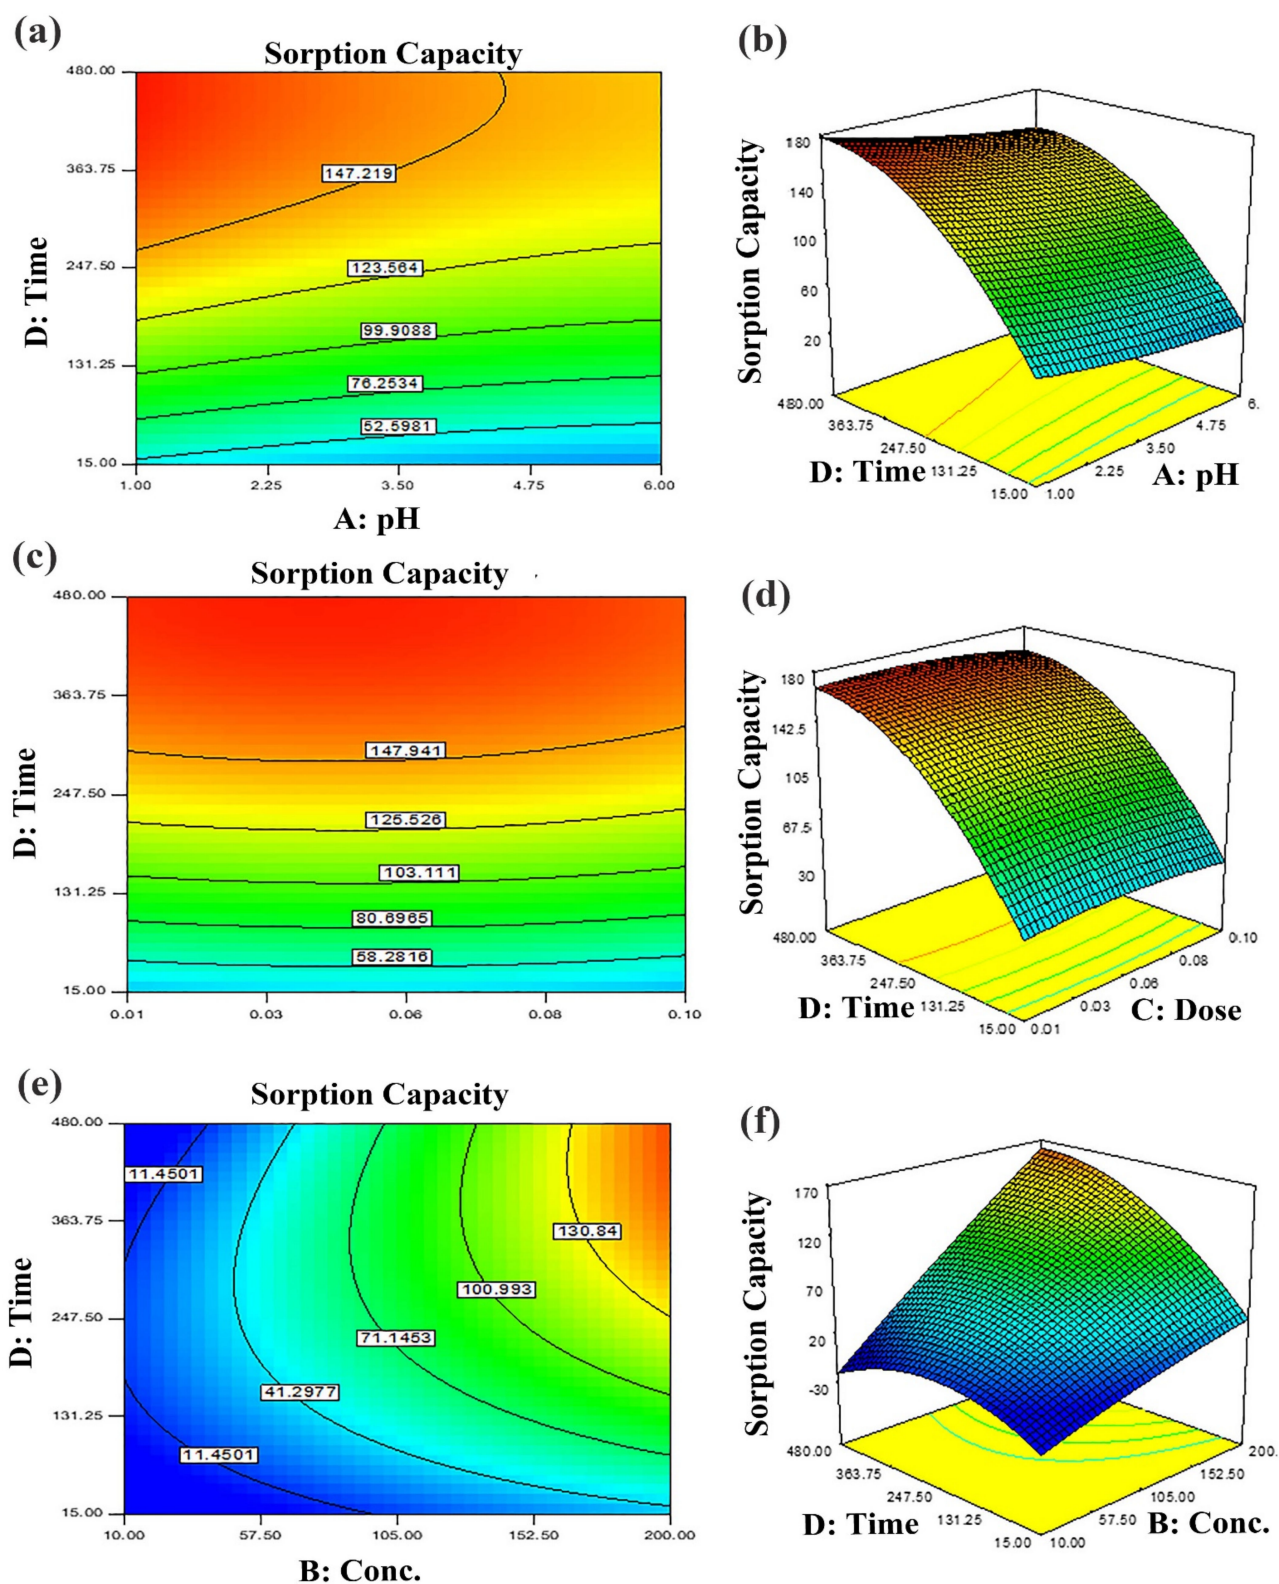 (a)
Sorption Capacity
480.00
363.75
247.50
131.25
15.00
D: Time
147.219
123.564
99.9088
76.2534
52.5981
1.00 2.25 3.50 4.75 6.00
A: pH
(b)
Sorption Capacity
180
140
100
60
20
480.00
363.75
247.50
131.25
15.00
D: Time
1.00
2.25
3.50
4.75
6.
A: pH
(c)
Sorption Capacity
480.00
363.75
247.50
131.25
15.00
D: Time
147.941
125.526
103.111
80.6965
58.2816
0.01 0.03 0.06 0.08 0.10
(d)
Sorption Capacity
180
142.5
105
67.5
30
480.00
363.75
247.50
131.25
15.00
D: Time
0.01
0.03
0.06
0.08
0.10
C: Dose
(e)
Sorption Capacity
480.00
363.75
247.50
131.25
15.00
D: Time
11.4501
130.84
100.993
71.1453
41.2977
11.4501
10.00 57.50 105.00 152.50 200.00
B: Conc.
(f)
Sorption Capacity
170
120
70
20
-30
480.00
363.75
247.50
131.25
15.00
D: Time
10.00
57.50
105.00
152.50
200.
B: Conc.